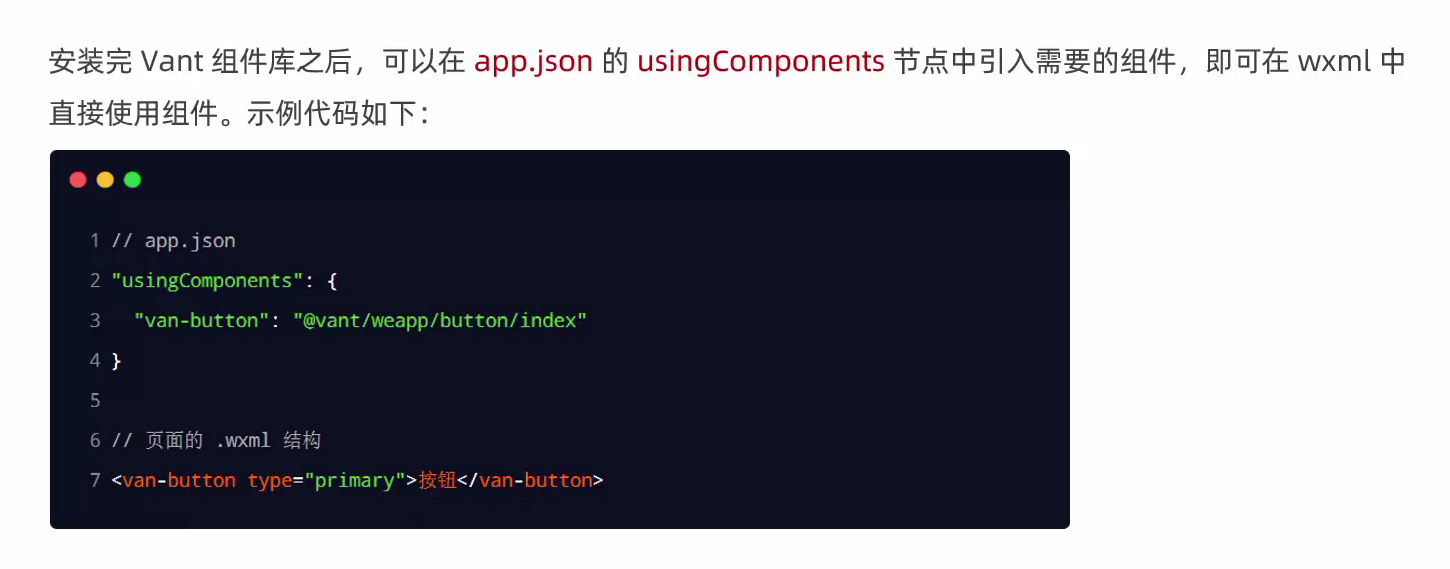 安装完 Vant 组件库之后，可以在 app.json 的 usingComponents 节点中引入需要的组件，即可在 wxml 中
直接使用组件。示例代码如下：
1 // app.json
2 "usingComponents": {
3   "van-button": "@vant/weapp/button/index"
4 }
5
6 // 页面的 .wxml 结构
7 <van-button type="primary">按钮</van-button>